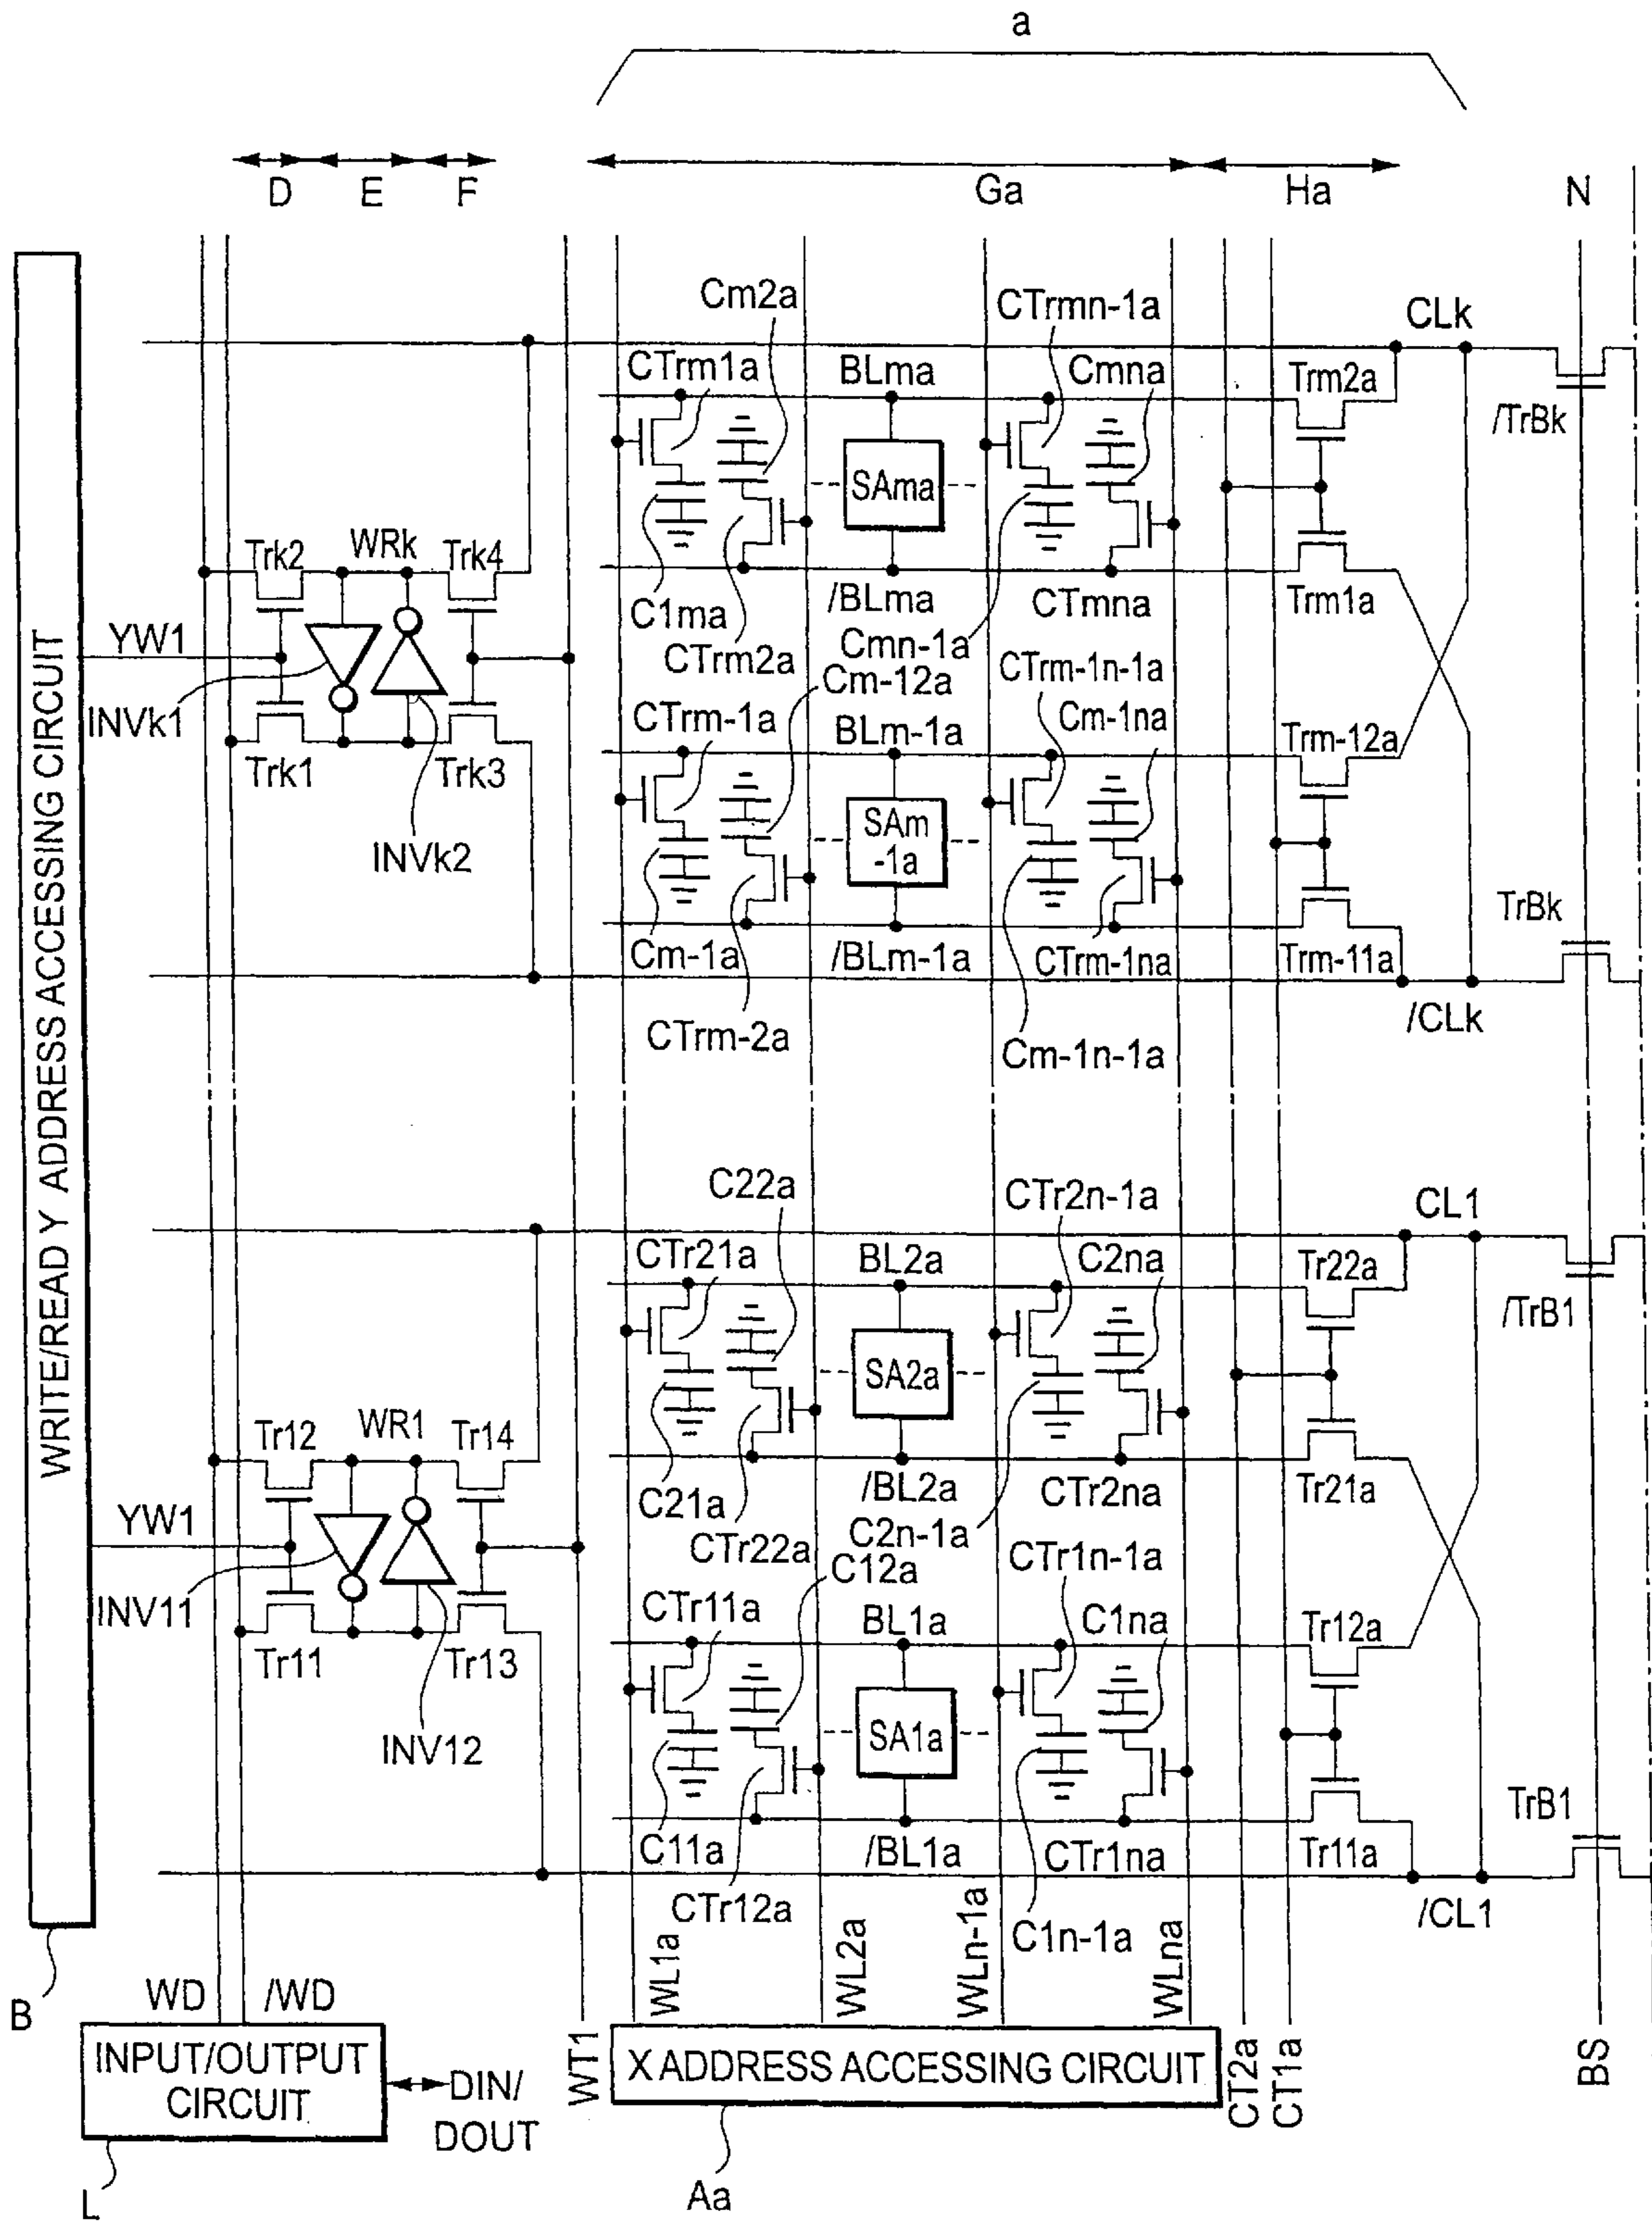 a
D
E
F
Ga
Ha
N
Cm2a
CTrmn-1a
CLk
CTrm1a
BLma
Cmna
Trm2a
/TrBk
SAma
Trk2
WRk
Trk4
C1ma
/BLma
CTmna
Trm1a
YW1
CTrm2a
Cmn-1a
Cm-12a
CTrm-1n-1a
INVk1
CTrm-1a
BLm-1a
Cm-1na
Trm-12a
Trk1
Trk3
SAm
-1a
INVk2
TrBk
Cm-1a
/BLm-1a
CTrm-1na
Trm-11a
/CLk
CTrm-2a
Cm-1n-1a
WRITE/READ Y ADDRESS ACCESSING CIRCUIT
C22a
CTr2n-1a
CL1
CTr21a
BL2a
C2na
Tr22a
/TrB1
SA2a
Tr12
WR1
Tr14
C21a
/BL2a
CTr2na
Tr21a
YW1
CTr22a
C2n-1a
C12a
CTr1n-1a
INV11
CTr11a
BL1a
C1na
Tr12a
Tr11
Tr13
SA1a
INV12
TrB1
C11a
/BL1a
CTr1na
Tr11a
CTr12a
C1n-1a
/CL1
B
WD
/WD
WT1
WL1a
WL2a
WLn-1a
WLna
CT2a
CT1a
BS
INPUT/OUTPUT
CIRCUIT
DIN/
DOUT
X ADDRESS ACCESSING CIRCUIT
L
Aa